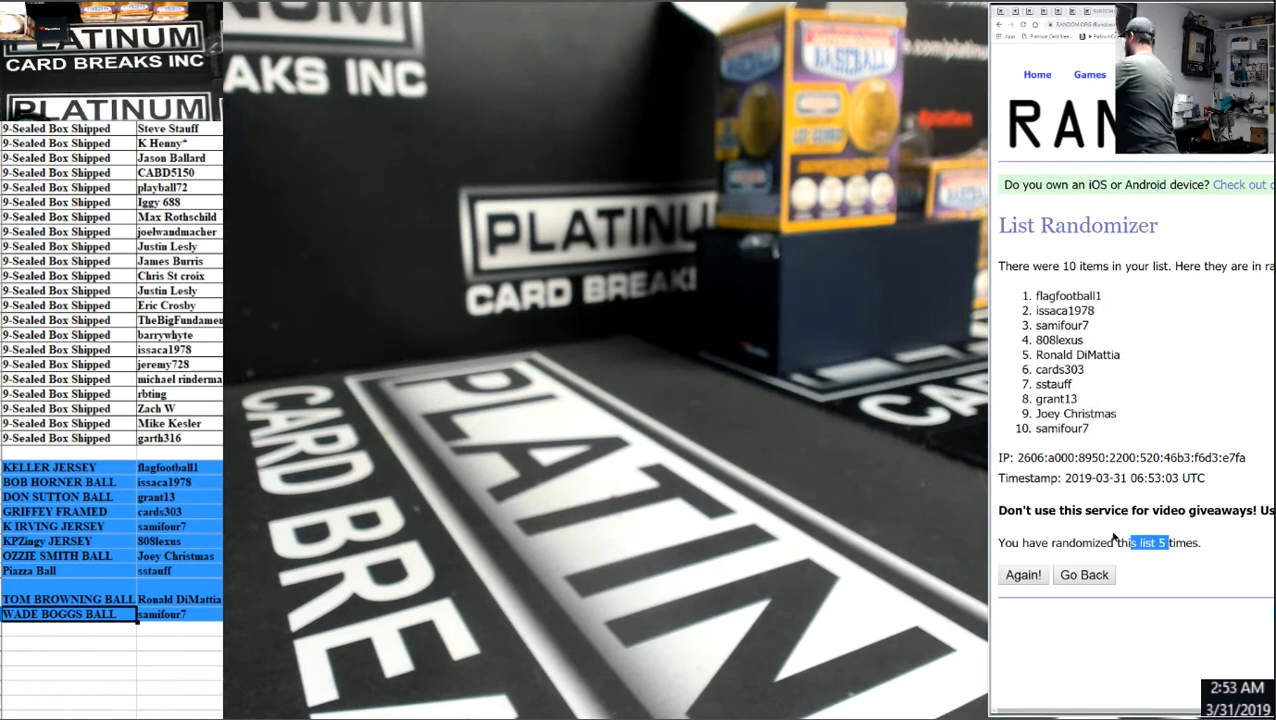 PLATINUM
CARD BREAKS INC
PLATINUM
9-Sealed Box Shipped Steve Stauff
9-Sealed Box Shipped K Henny*
9-Sealed Box Shipped Jason Ballard
9-Sealed Box Shipped CABD5150
9-Sealed Box Shipped playball72
9-Sealed Box Shipped Iggy 688
9-Sealed Box Shipped Max Rothschild
9-Sealed Box Shipped joelwandmacher
9-Sealed Box Shipped Justin Lesly
9-Sealed Box Shipped James Burris
9-Sealed Box Shipped Chris St croix
9-Sealed Box Shipped Justin Lesly
9-Sealed Box Shipped Eric Crosby
9-Sealed Box Shipped TheBigFundamen
9-Sealed Box Shipped barrywhyte
9-Sealed Box Shipped issaca1978
9-Sealed Box Shipped jeremy728
9-Sealed Box Shipped michael rinderma
9-Sealed Box Shipped rbting
9-Sealed Box Shipped Zach W
9-Sealed Box Shipped Mike Kesler
9-Sealed Box Shipped garth316
KELLER JERSEY flagfootball1
BOB HORNER BALL issaca1978
DON SUTTON BALL grant13
GRIFFEY FRAMED cards303
K IRVING JERSEY samifour7
KPZingy JERSEY 808lexus
OZZIE SMITH BALL Joey Christmas
Piazza Ball sstauff
TOM BROWNING BALL Ronald DiMattia
WADE BOGGS BALL samifour7
AKS INC
BASEBALL
PLATINU
CARD BREAKS
PLATIN
CARD BRE
CA
RANDOM.ORG
Home Games
RAN
Do you own an iOS or Android device? Check out o
List Randomizer
There were 10 items in your list. Here they are in ra
1. flagfootball1
2. issaca1978
3. samifour7
4. 808lexus
5. Ronald DiMattia
6. cards303
7. sstauff
8. grant13
9. Joey Christmas
10. samifour7
IP: 2606:a000:8950:2200:520:46b3:f6d3:e7fa
Timestamp: 2019-03-31 06:53:03 UTC
Don't use this service for video giveaways! Us
You have randomized this list 5 times.
Again! Go Back
2:53 AM
3/31/2019